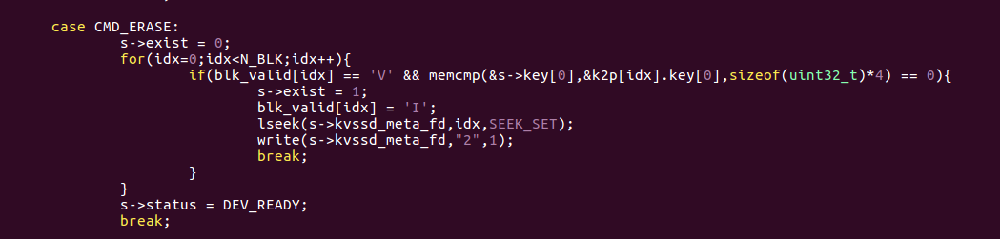 case CMD_ERASE:
s->exist = 0;
for(idx=0;idx<N_BLK;idx++){
if(blk_valid[idx] == 'V' && memcmp(&s->key[0],&k2p[idx].key[0],sizeof(uint32_t)*4) == 0){
s->exist = 1;
blk_valid[idx] = 'I';
lseek(s->kvssd_meta_fd,idx,SEEK_SET);
write(s->kvssd_meta_fd,"2",1);
break;
}
}
s->status = DEV_READY;
break;